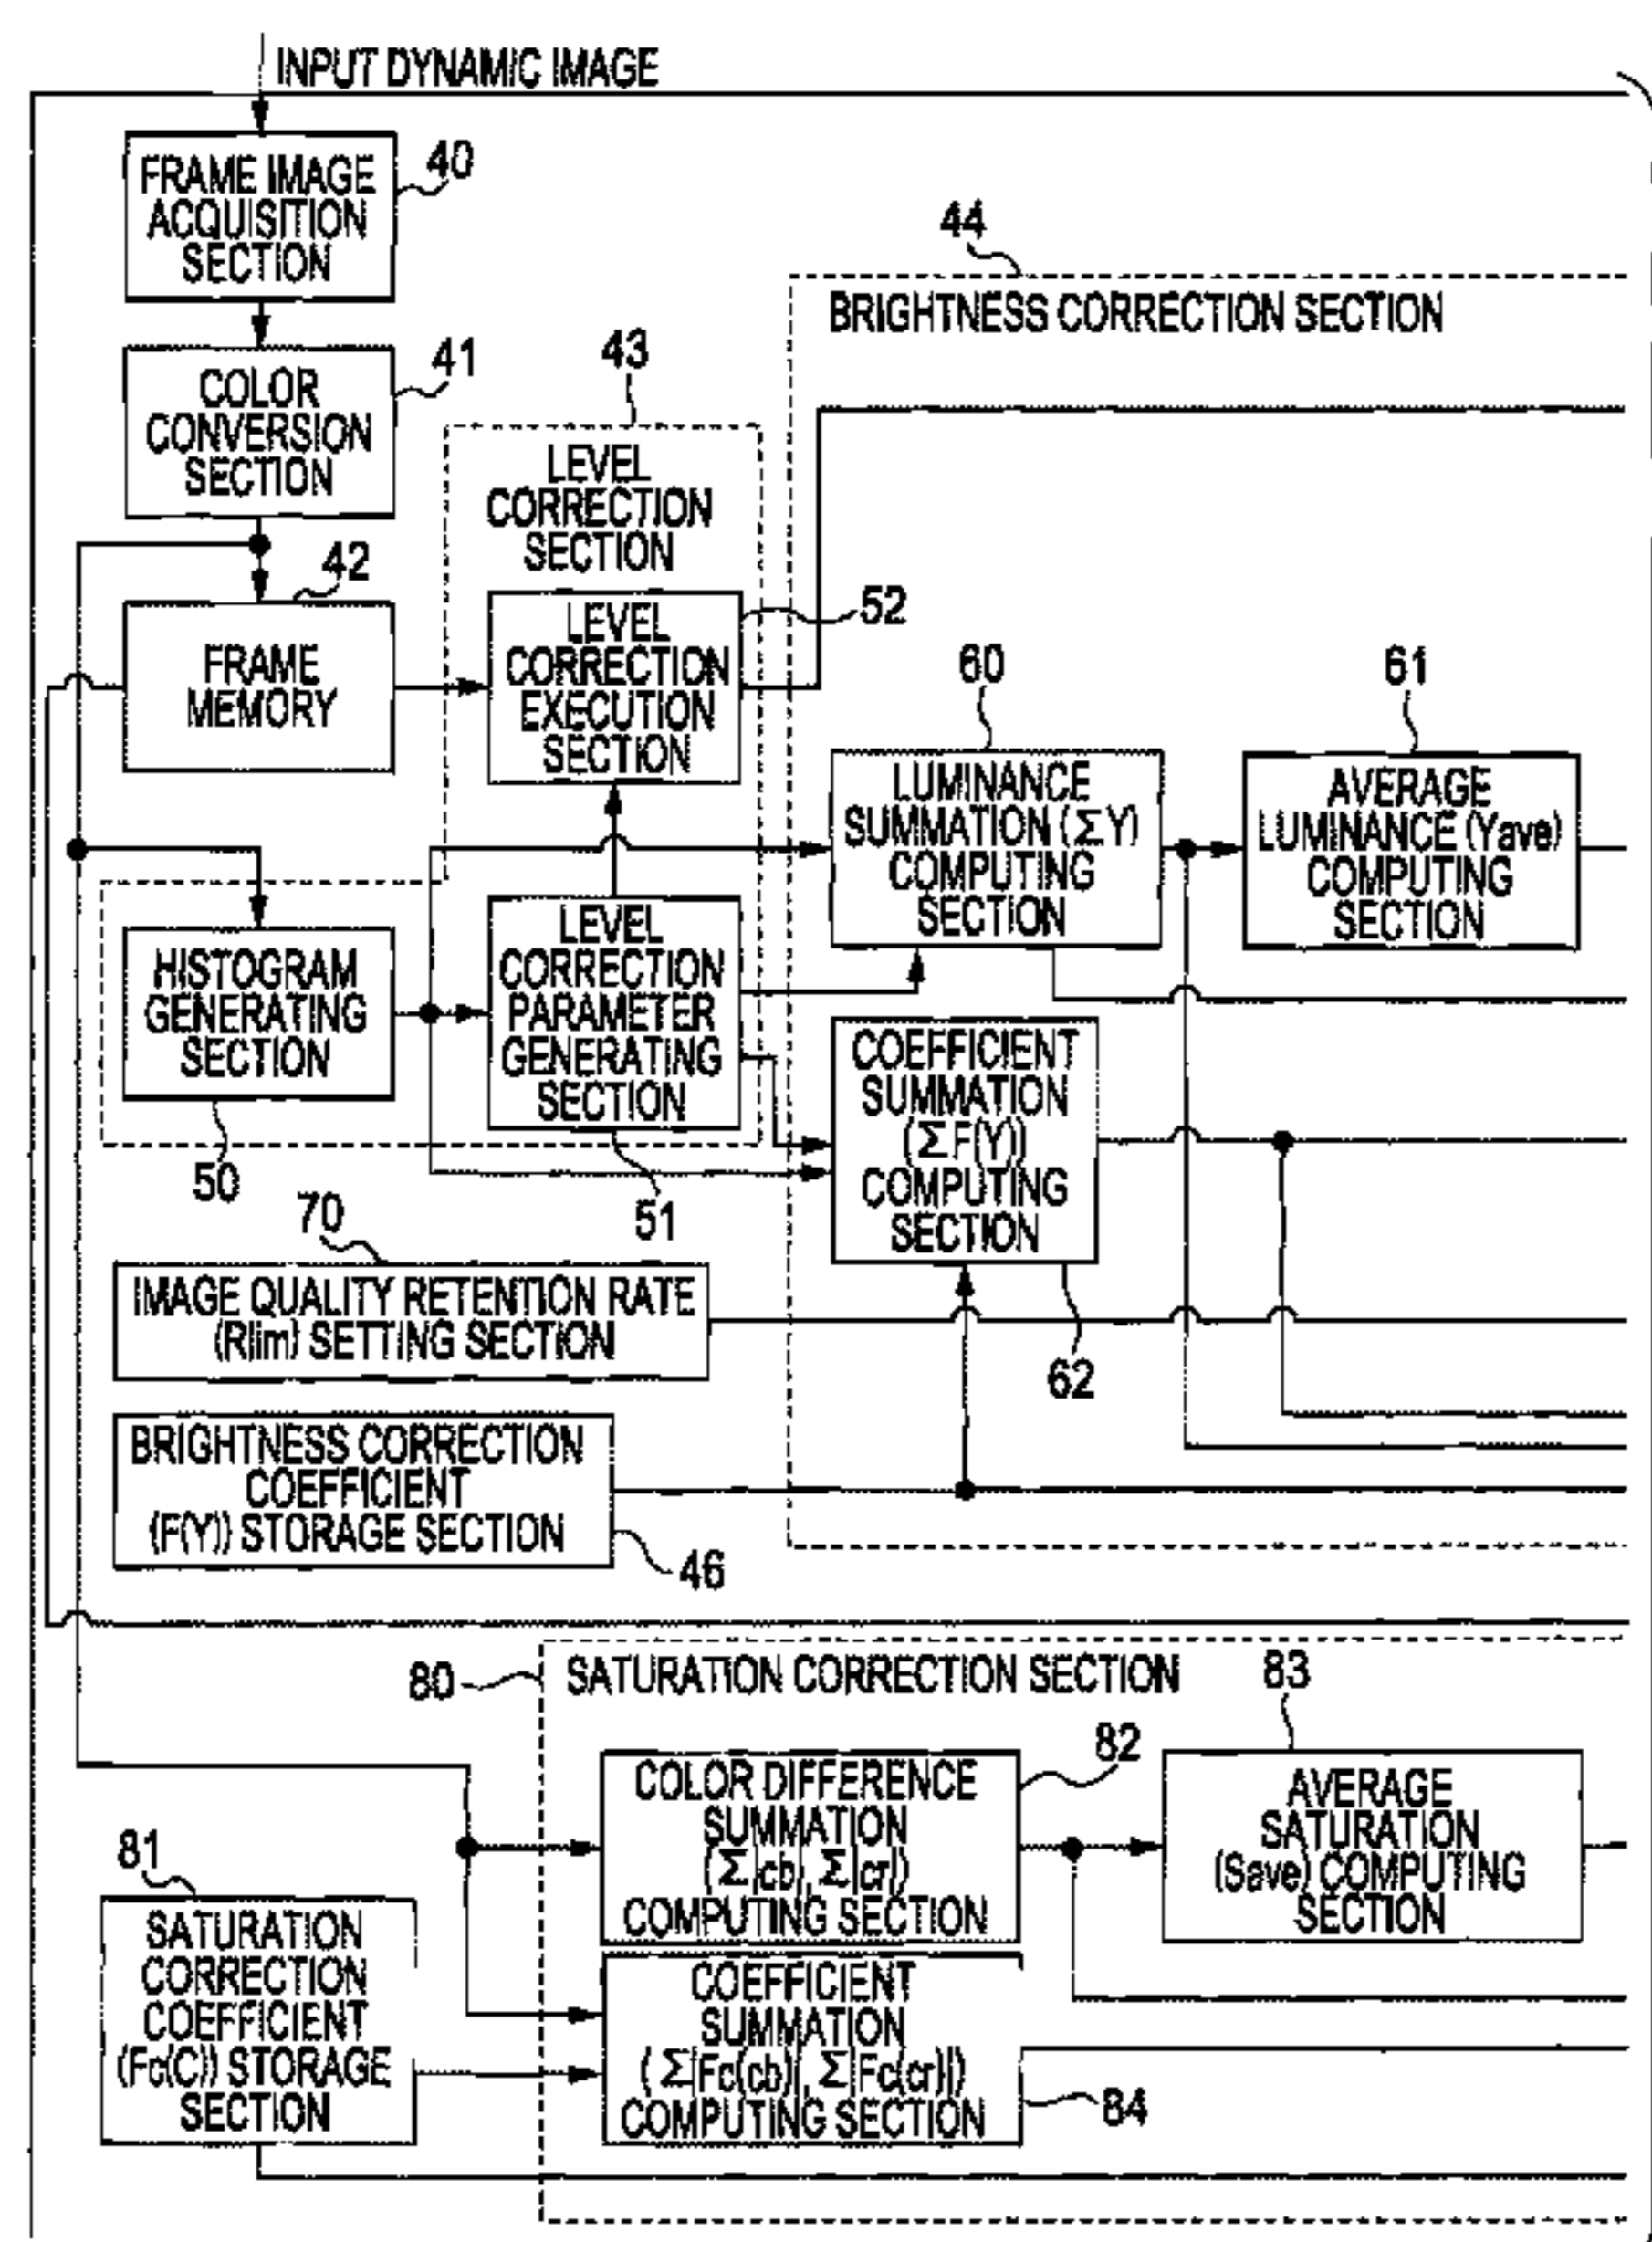 INPUT DYNAMIC IMAGE
FRAME IMAGE
ACQUISITION
SECTION
40
COLOR
CONVERSION
SECTION
41
42
FRAME
MEMORY
43
LEVEL
CORRECTION
SECTION
LEVEL
CORRECTION
EXECUTION
SECTION
52
44
BRIGHTNESS CORRECTION SECTION
60
LUMINANCE
SUMMATION (ΣY)
COMPUTING
SECTION
61
AVERAGE
LUMINANCE (Yave)
COMPUTING
SECTION
HISTOGRAM
GENERATING
SECTION
50
LEVEL
CORRECTION
PARAMETER
GENERATING
SECTION
51
COEFFICIENT
SUMMATION
(ΣF(Y))
COMPUTING
SECTION
62
70
IMAGE QUALITY RETENTION RATE
(Rlim) SETTING SECTION
BRIGHTNESS CORRECTION
COEFFICIENT
(F(Y)) STORAGE SECTION
46
80
SATURATION CORRECTION SECTION
82
COLOR DIFFERENCE
SUMMATION
(Σ|cb|, Σ|cr|)
COMPUTING SECTION
83
AVERAGE
SATURATION
(Save) COMPUTING
SECTION
81
SATURATION
CORRECTION
COEFFICIENT
(Fc(C)) STORAGE
SECTION
COEFFICIENT
SUMMATION
(Σ|Fc(cb)|, Σ|Fc(cr)|)
COMPUTING SECTION
84